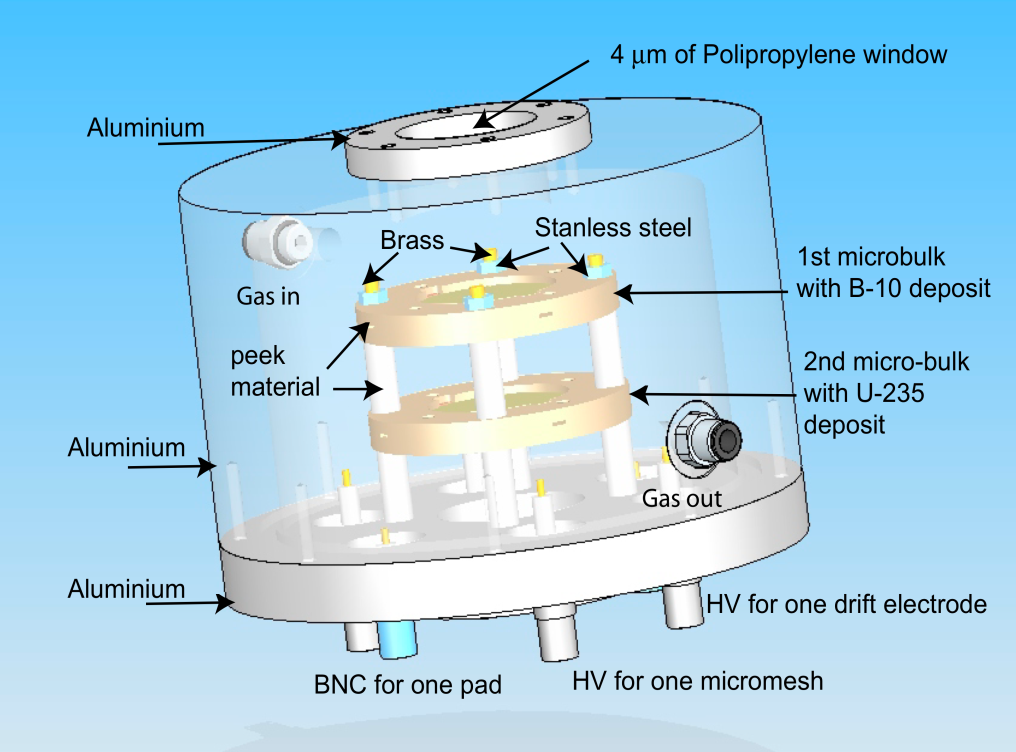 4 μm of Polipropylene window
Aluminium
Brass
Stanless steel
1st microbulk
with B-10 deposit
Gas in
peek
material
2nd micro-bulk
with U-235
deposit
Aluminium
Gas out
Aluminium
HV for one drift electrode
BNC for one pad
HV for one micromesh